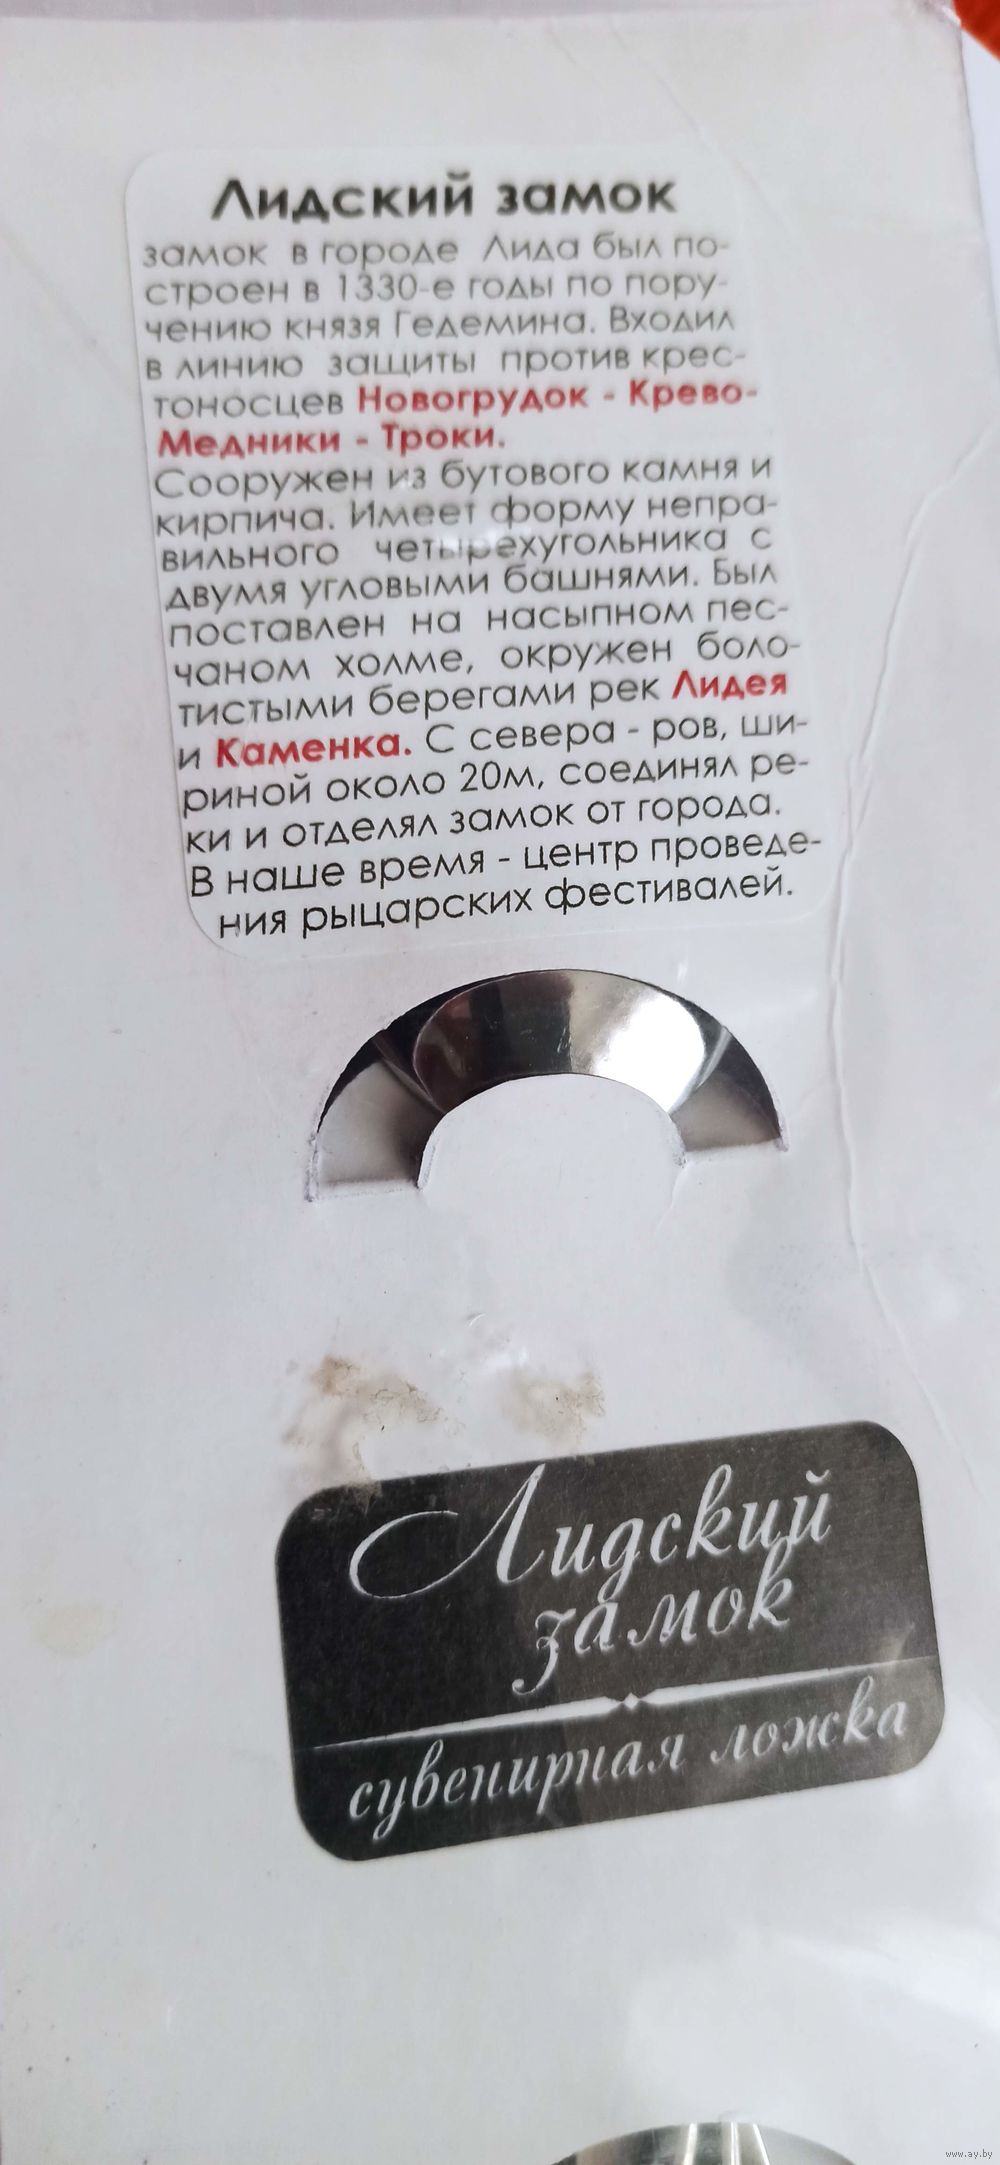 Лидский замок
замок в городе Лида был по-
строен в 1330-е годы по пору-
чению князя Гедемина. Входил
в линию защиты против крес-
тоносцев Новогрудок - Крево-
Медники - Троки.
Сооружен из бутового камня и
кирпича. Имеет форму непра-
вильного четырехугольника с
двумя угловыми башнями. Был
поставлен на насыпном пес-
чаном холме, окружен боло-
тистыми берегами рек Лидея
и Каменка. С севера - ров, ши-
риной около 20м, соединял ре-
ки и отделял замок от города.
В наше время - центр проведе-
ния рыцарских фестивалей.
Лидский
замок
сувенирная ложка
www.ay.by